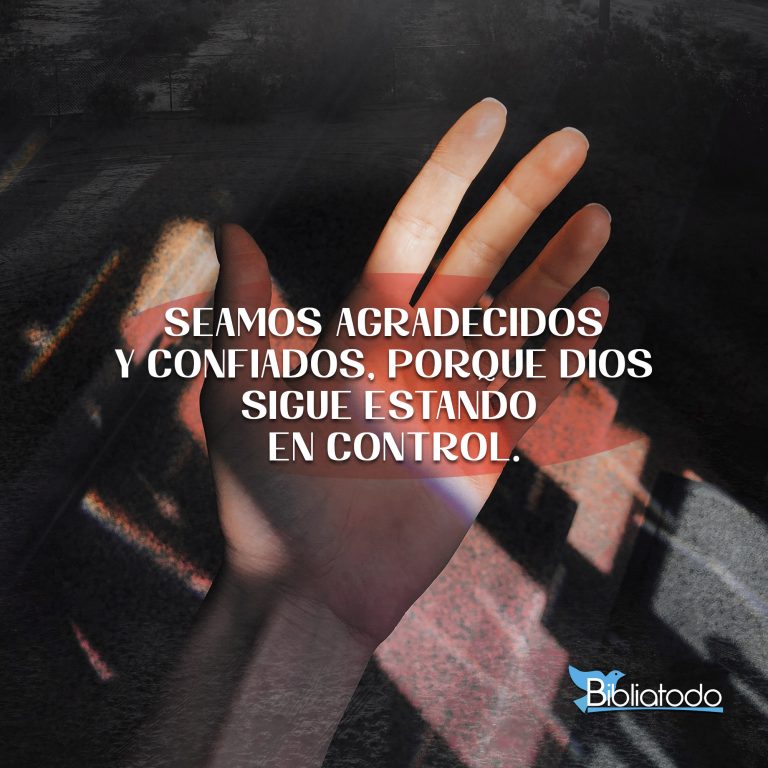 SEAMOS AGRADECIDOS
Y CONFIADOS, PORQUE DIOS
SIGUE ESTANDO
EN CONTROL.
Bibliatodo